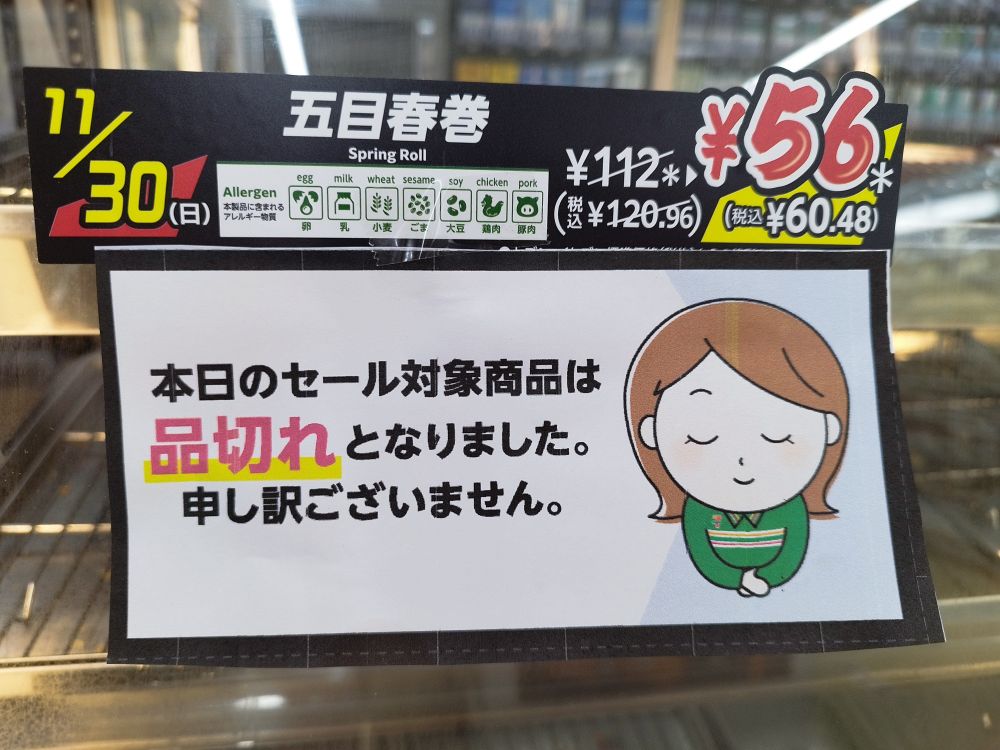 11/30(日)
五目春巻
Spring Roll
Allergen
本製品に含まれる
アレルギー物質
egg milk wheat sesame soy chicken pork
卵 乳 小麦 ごま 大豆 鶏肉 豚肉
¥112*
(税込¥120.96)
¥56*
(税込¥60.48)
本日のセール対象商品は
品切れとなりました。
申し訳ございません。